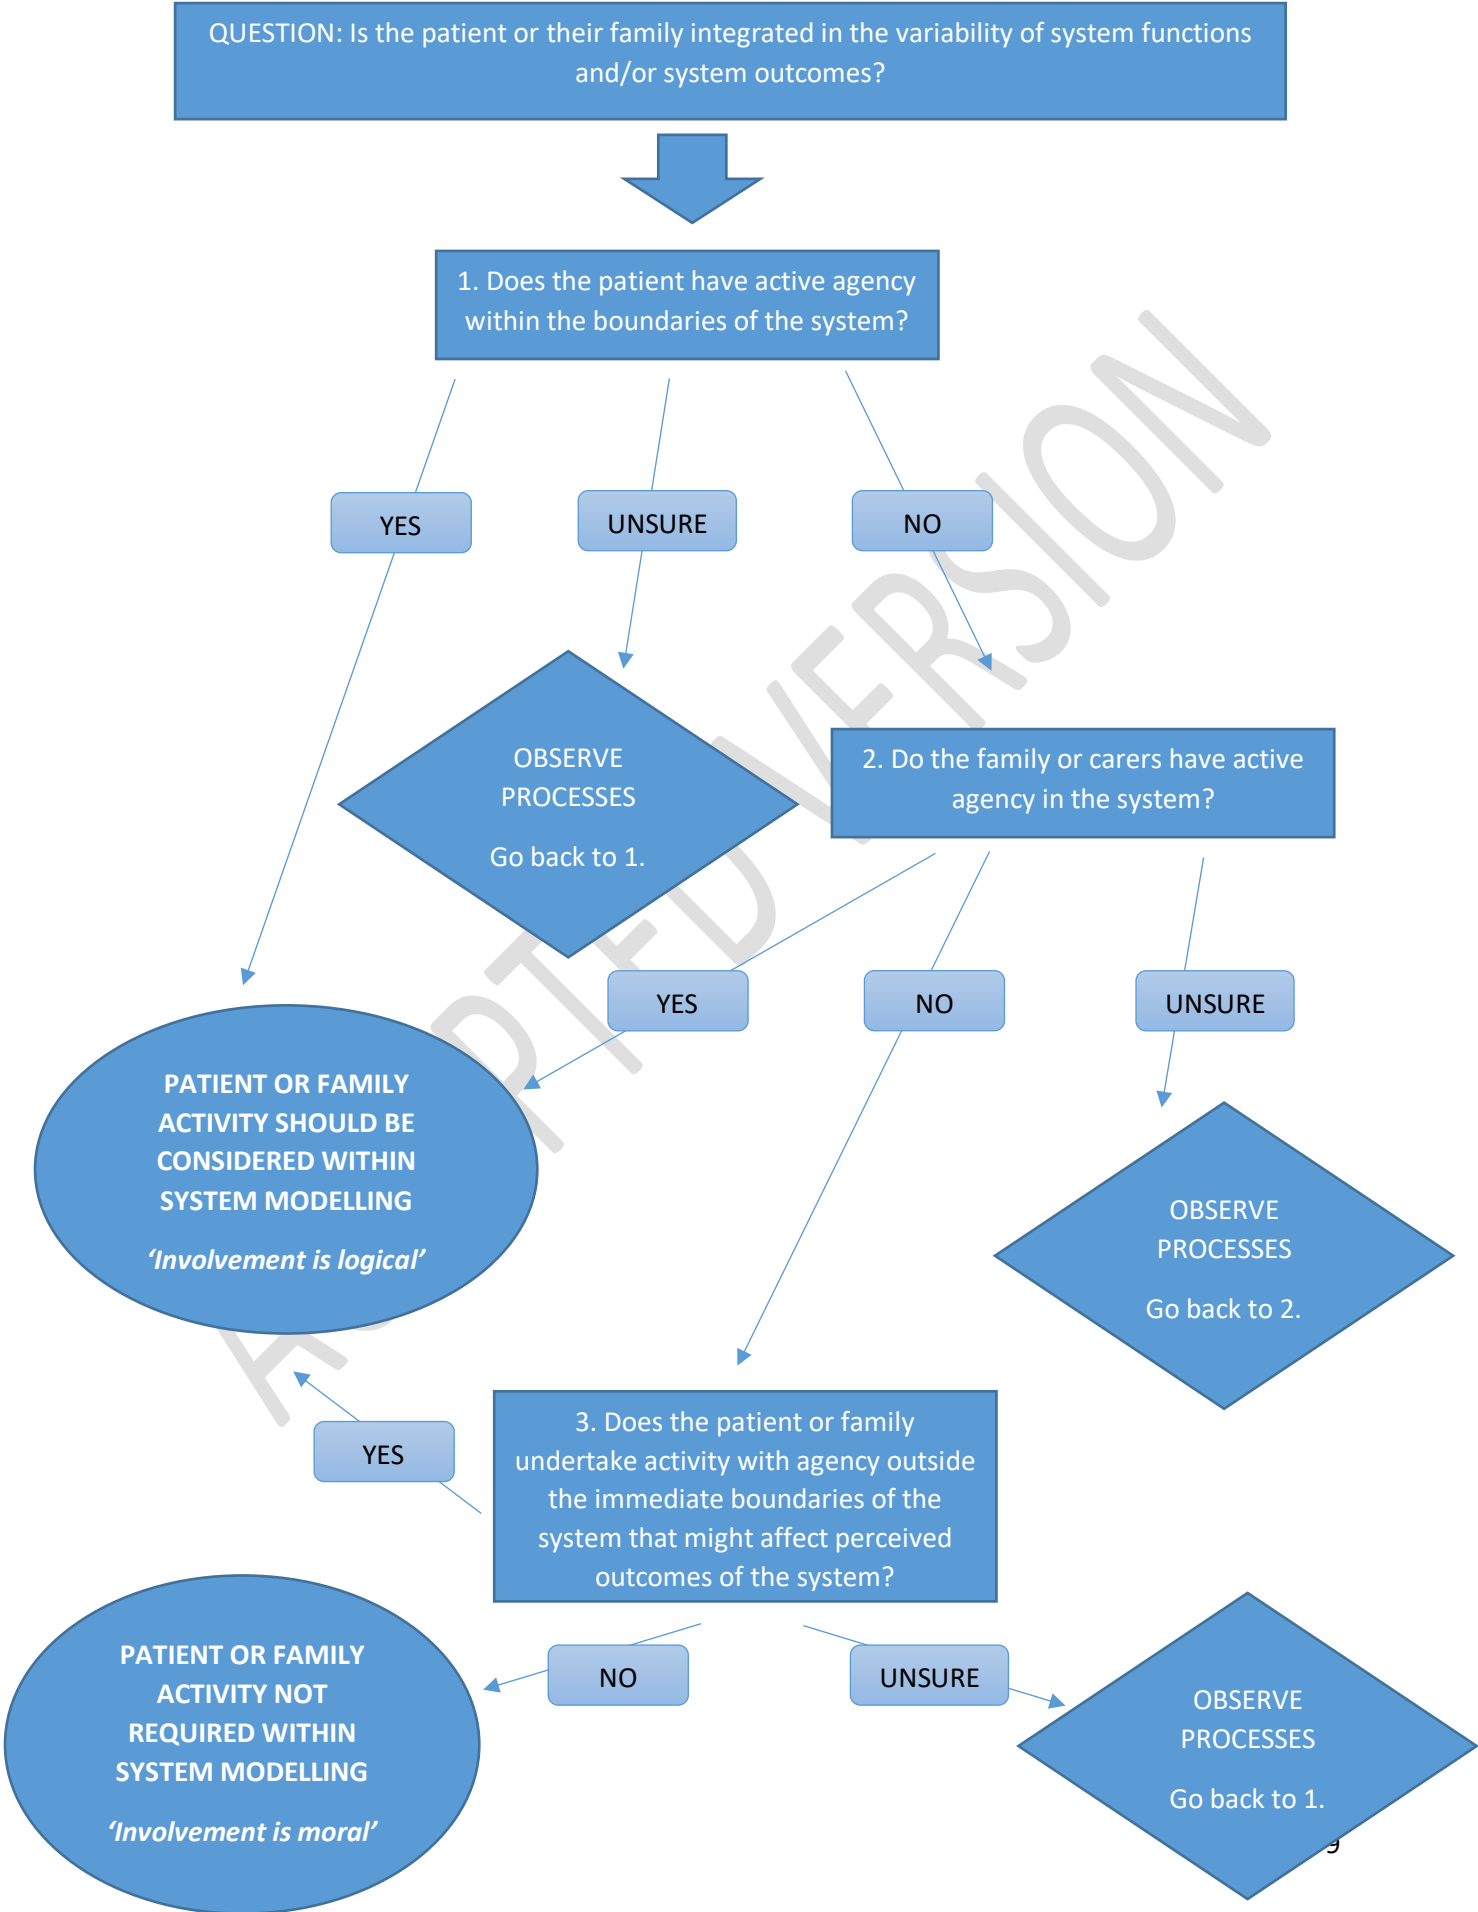 QUESTION: Is the patient or their family integrated in the variability of system functions
and/or system outcomes?
1. Does the patient have active agency
within the boundaries of the system?
YES
UNSURE
NO
OBSERVE
PROCESSES
Go back to 1.
2. Do the family or carers have active
agency in the system?
YES
NO
UNSURE
PATIENT OR FAMILY
ACTIVITY SHOULD BE
CONSIDERED WITHIN
SYSTEM MODELLING
‘Involvement is logical’
OBSERVE
PROCESSES
Go back to 2.
3. Does the patient or family
undertake activity with agency outside
the immediate boundaries of the
system that might affect perceived
outcomes of the system?
YES
NO
UNSURE
PATIENT OR FAMILY
ACTIVITY NOT
REQUIRED WITHIN
SYSTEM MODELLING
‘Involvement is moral’
OBSERVE
PROCESSES
Go back to 1.
VERSION